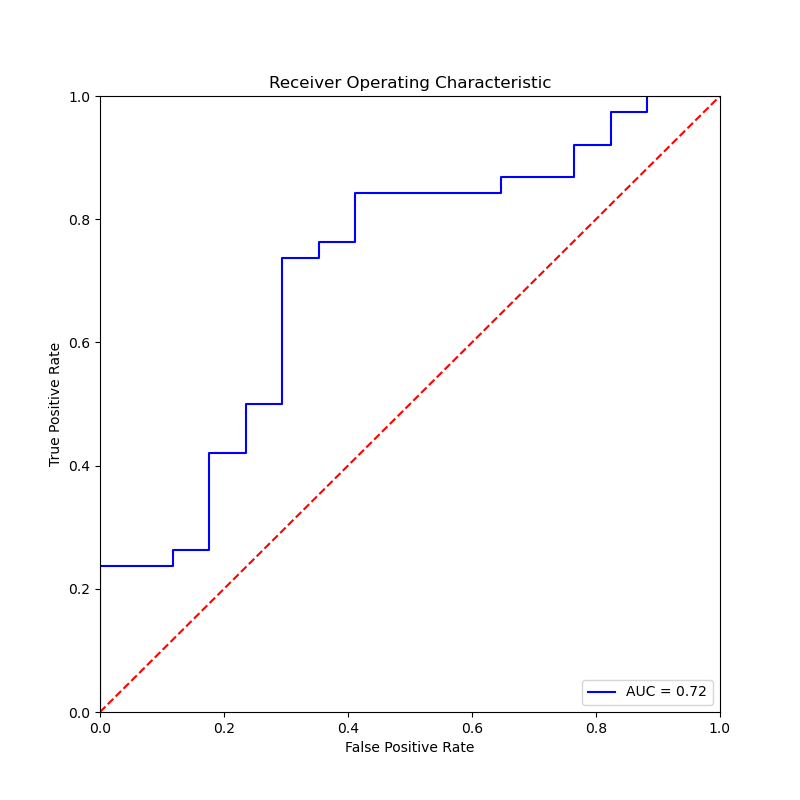 Receiver Operating Characteristic
1.0
0.8
0.6
0.4
0.2
0.0
True Positive Rate
AUC = 0.72
0.0 0.2 0.4 0.6 0.8 1.0
False Positive Rate